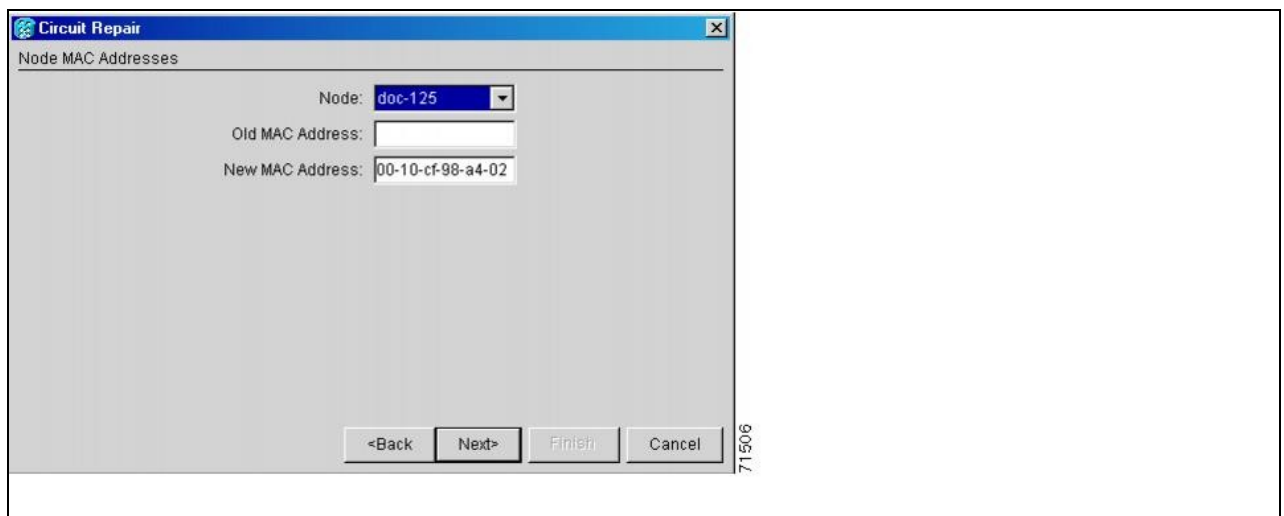 Circuit Repair
Node MAC Addresses
Node: doc-125
Old MAC Address:
New MAC Address: 00-10-cf-98-a4-02
<Back Next> Finish Cancel
71506